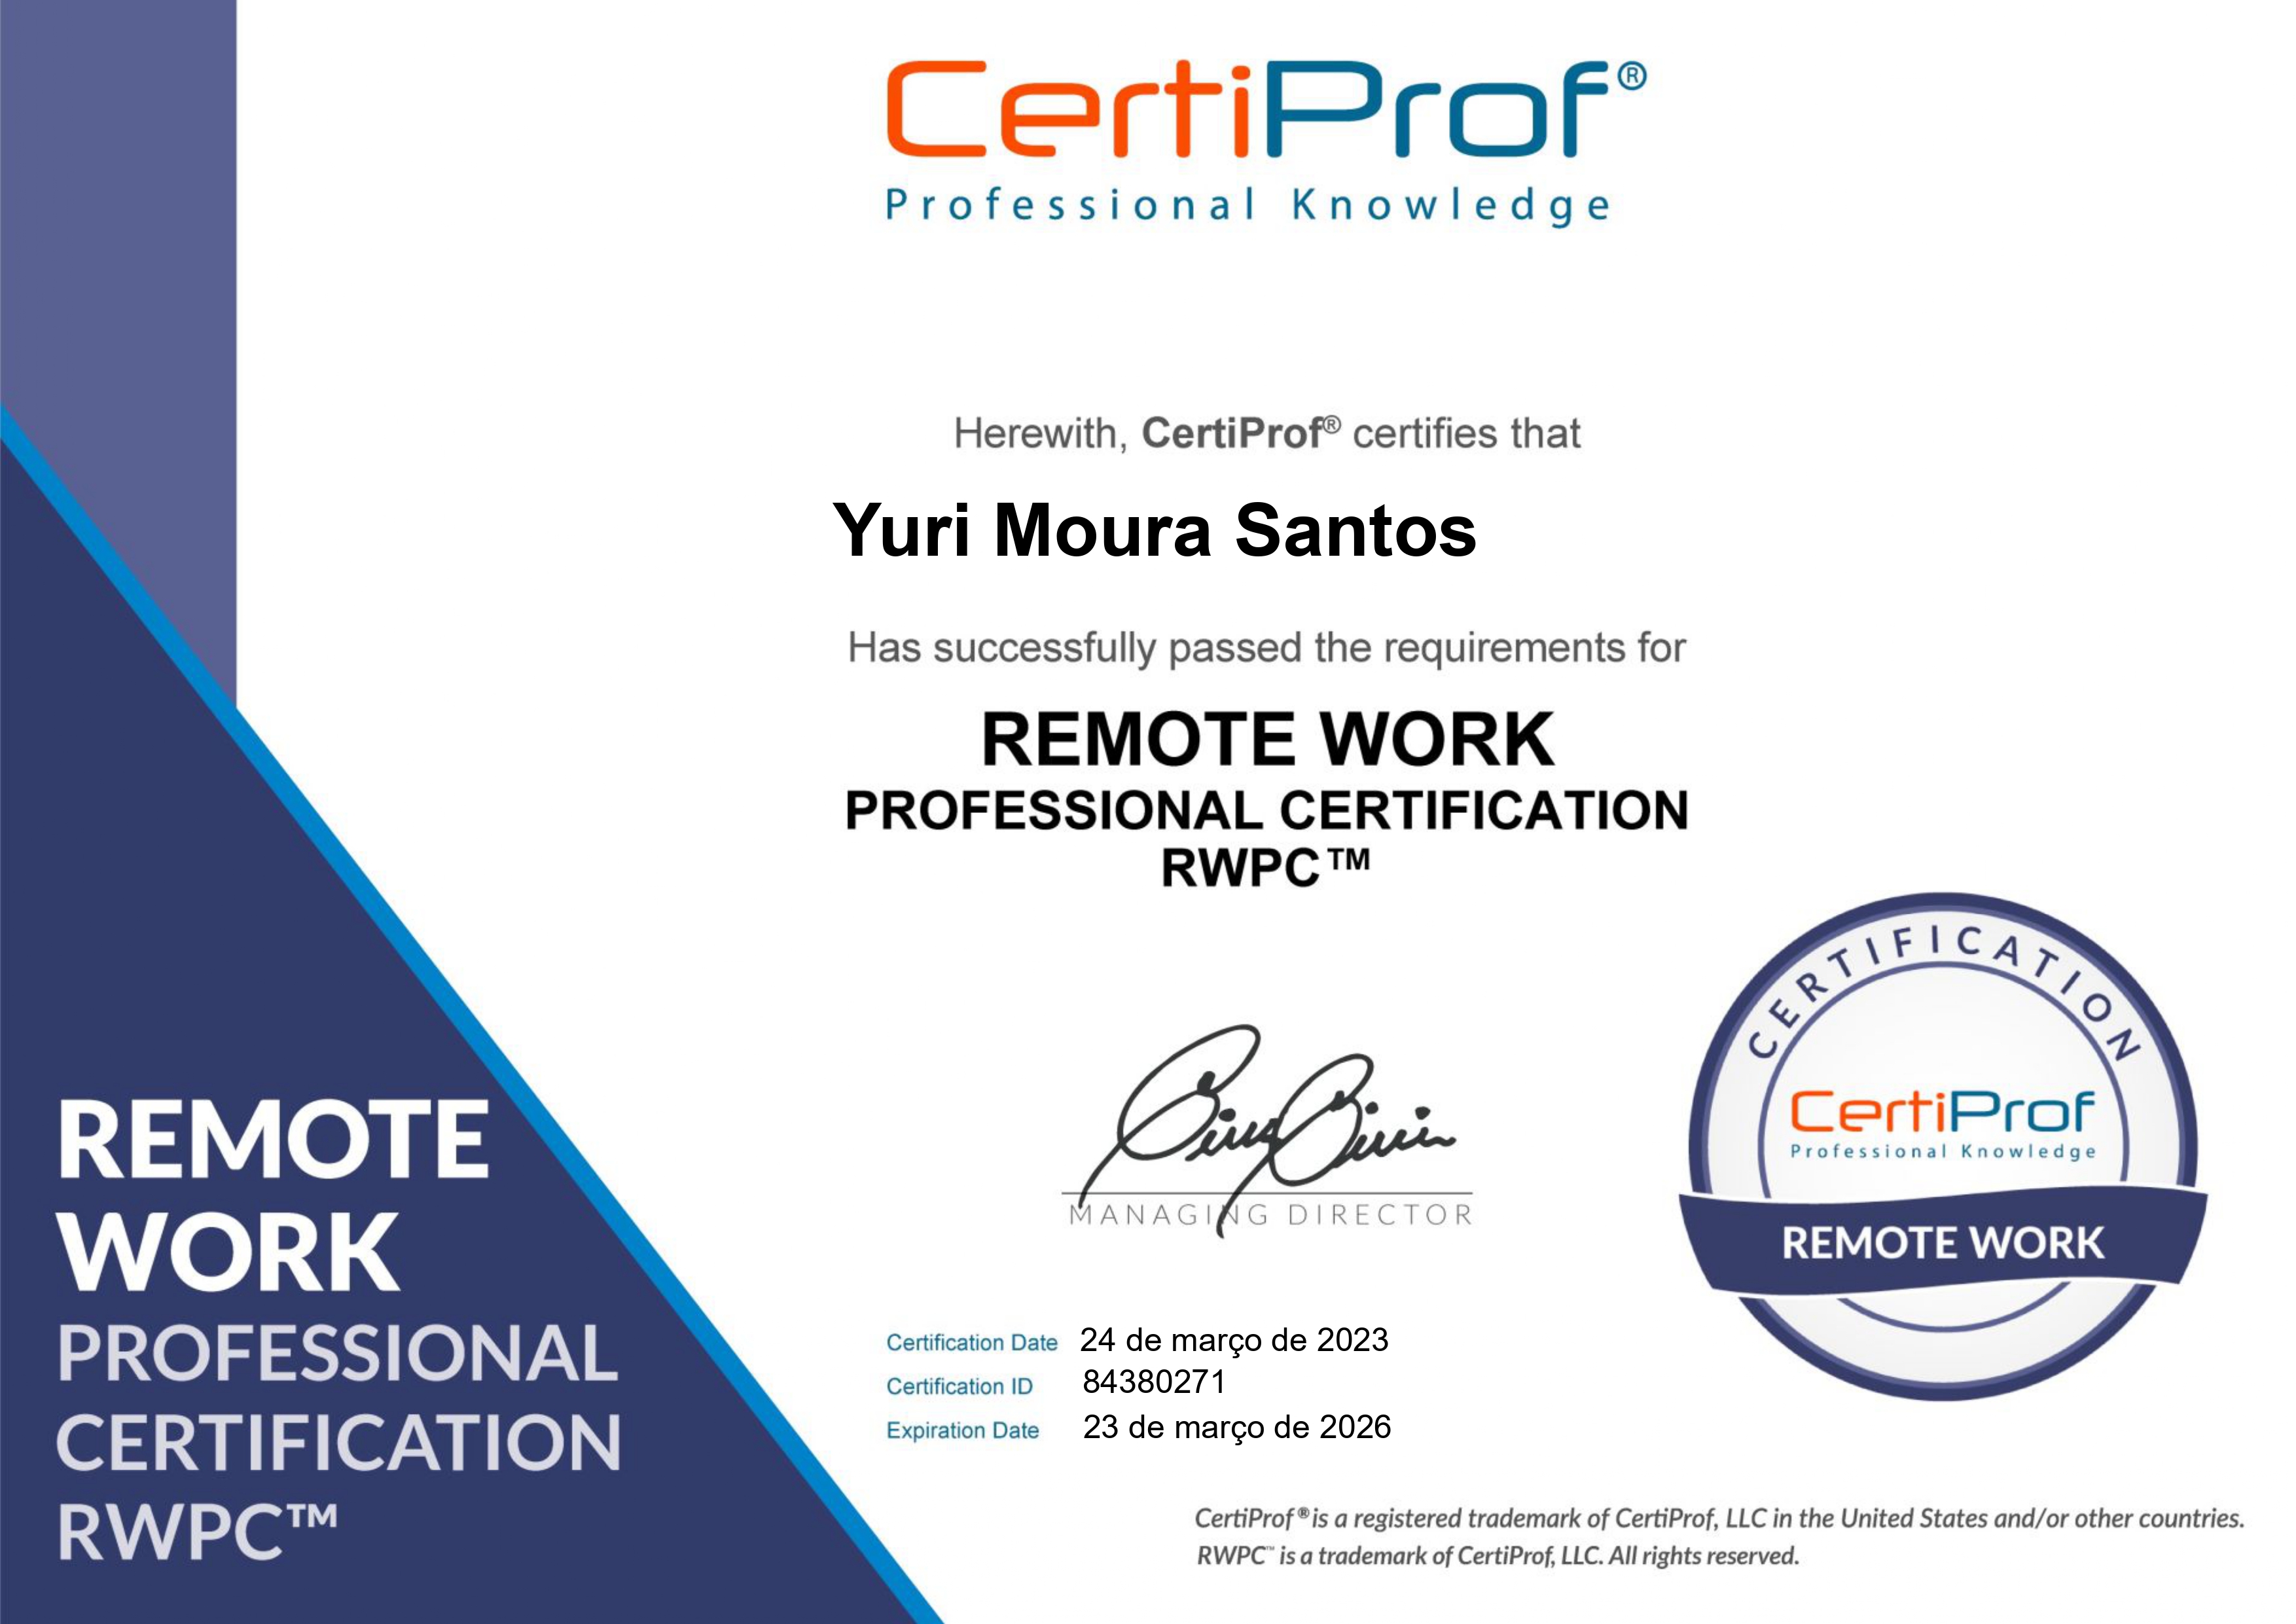 CertiProf®
Professional Knowledge
Herewith, CertiProf® certifies that
Yuri Moura Santos
Has successfully passed the requirements for
REMOTE WORK
PROFESSIONAL CERTIFICATION
RWPC™
MANAGING DIRECTOR
CERTIFICATION
CertiProf
Professional Knowledge
REMOTE WORK
REMOTE
WORK
PROFESSIONAL
CERTIFICATION
RWPC™
Certification Date 24 de março de 2023
Certification ID 84380271
Expiration Date 23 de março de 2026
CertiProf® is a registered trademark of CertiProf, LLC in the United States and/or other countries.
RWPC™ is a trademark of CertiProf, LLC. All rights reserved.